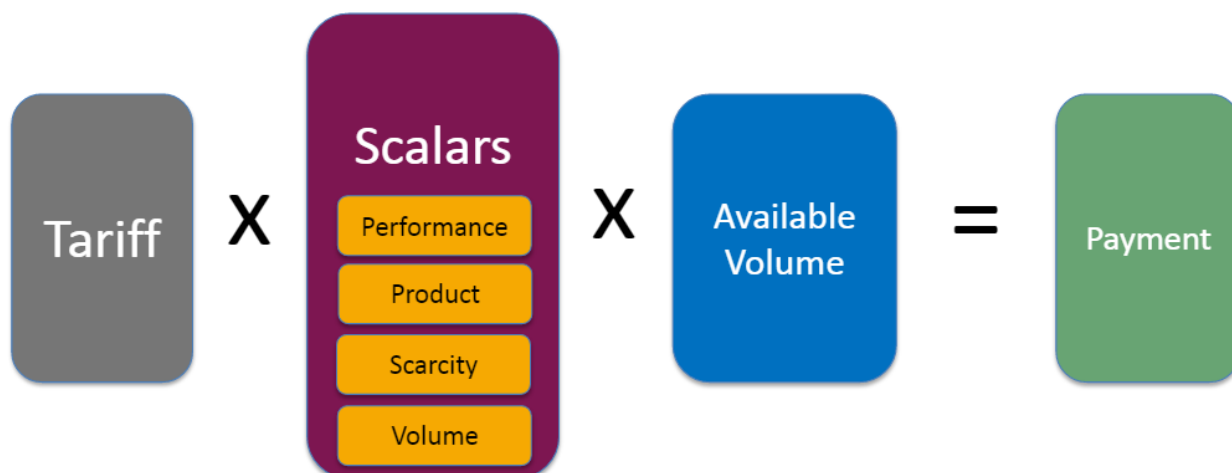 Tariff
X
Scalars
Performance
Product
Scarcity
Volume
X
Available
Volume
=
Payment